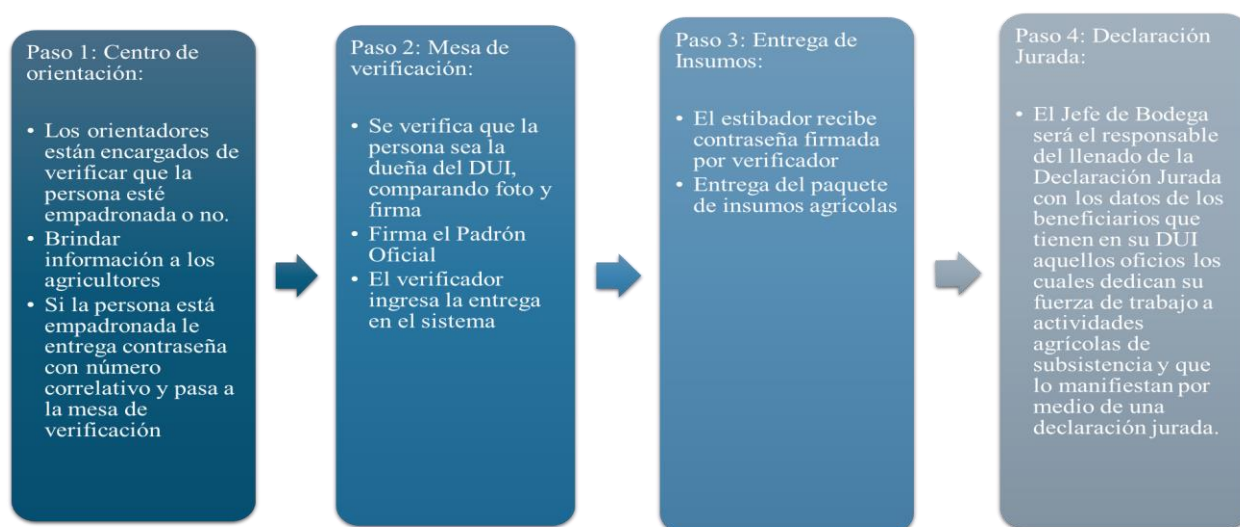 Paso 1: Centro de
orientación:
• Los orientadores
están encargados de
verificar que la
persona esté
empadronada o no.
• Brindar
información a los
agricultores
• Si la persona está
empadronada le
entrega contraseña
con número
correlativo y pasa a
la mesa de
verificación
Paso 2: Mesa de
verificación:
• Se verifica que la
persona sea la
dueña del DUI,
comparando foto y
firma
• Firma el Padrón
Oficial
• El verificador
ingresa la entrega
en el sistema
Paso 3: Entrega de
Insumos:
• El estibador recibe
contraseña firmada
por verificador
• Entrega del paquete
de insumos agrícolas
Paso 4: Declaración
Jurada:
• El Jefe de Bodega
será el responsable
del llenado de la
Declaración Jurada
con los datos de los
beneficiarios que
tienen en su DUI
aquellos oficios los
cuales dedican su
fuerza de trabajo a
actividades
agrícolas de
subsistencia y que
lo manifiestan por
medio de una
declaración jurada.